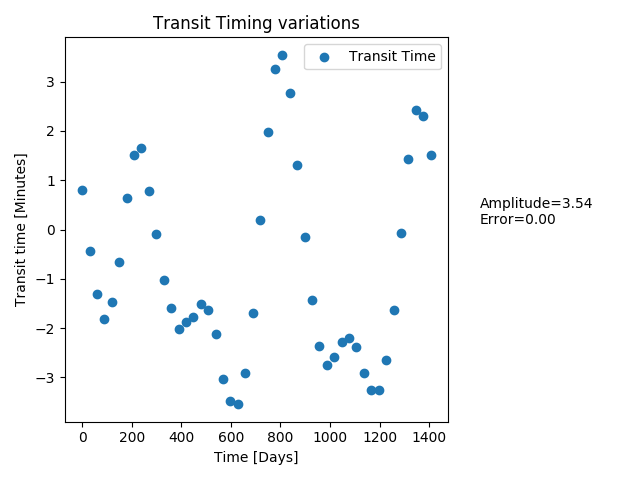 Transit Timing variations
Transit Time
3
2
1
0
−1
−2
−3
Transit time [Minutes]
Amplitude=3.54
Error=0.00
0 200 400 600 800 1000 1200 1400
Time [Days]